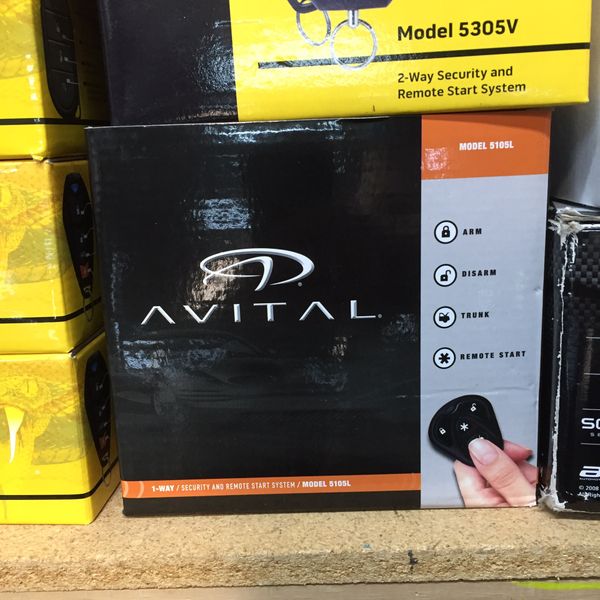 Model 5305V
2-Way Security and
Remote Start System
MODEL 5105L
ARM
DISARM
TRUNK
REMOTE START
AVITAL
1-WAY / SECURITY AND REMOTE START SYSTEM / MODEL 5105L
© 2008